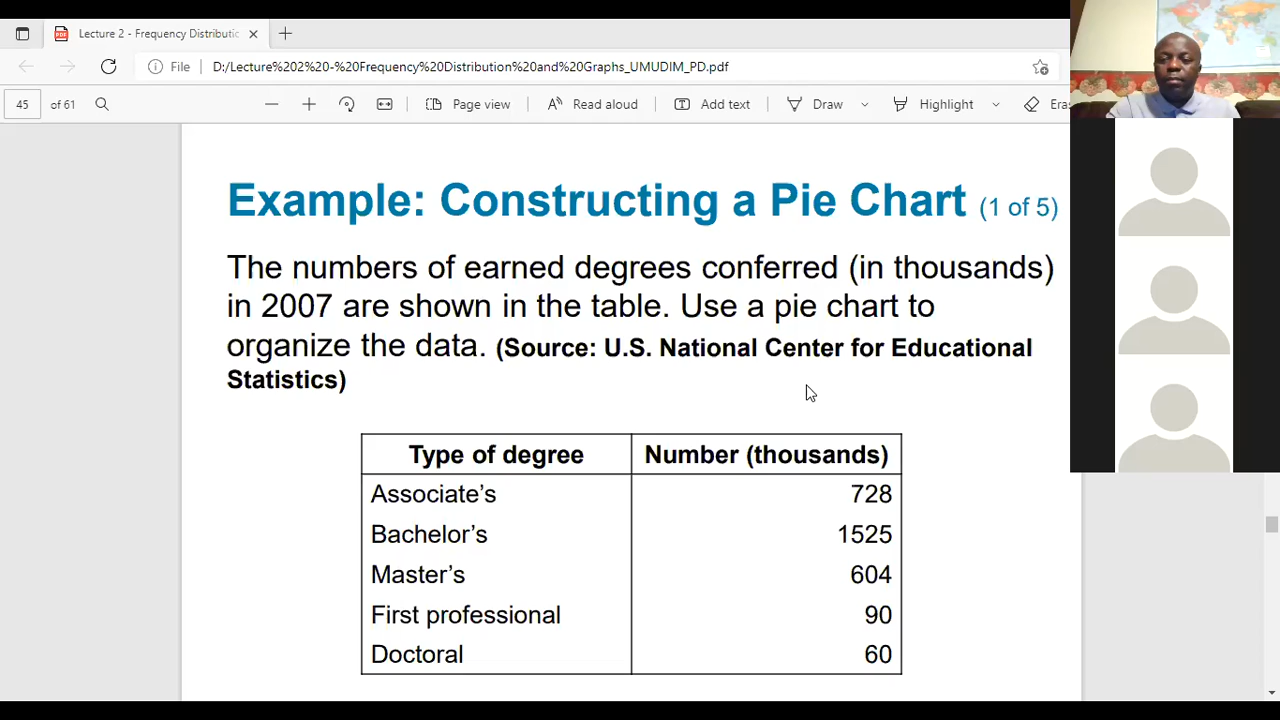 Lecture 2 - Frequency Distributic
File D:/Lecture%202%20-%20Frequency%20Distribution%20and%20Graphs_UMUDIM_PD.pdf
45 of 61 Page view Read aloud Add text Draw Highlight Era
Example: Constructing a Pie Chart (1 of 5)
The numbers of earned degrees conferred (in thousands)
in 2007 are shown in the table. Use a pie chart to
organize the data. (Source: U.S. National Center for Educational
Statistics)
Type of degree Number (thousands)
Associate's 728
Bachelor's 1525
Master's 604
First professional 90
Doctoral 60